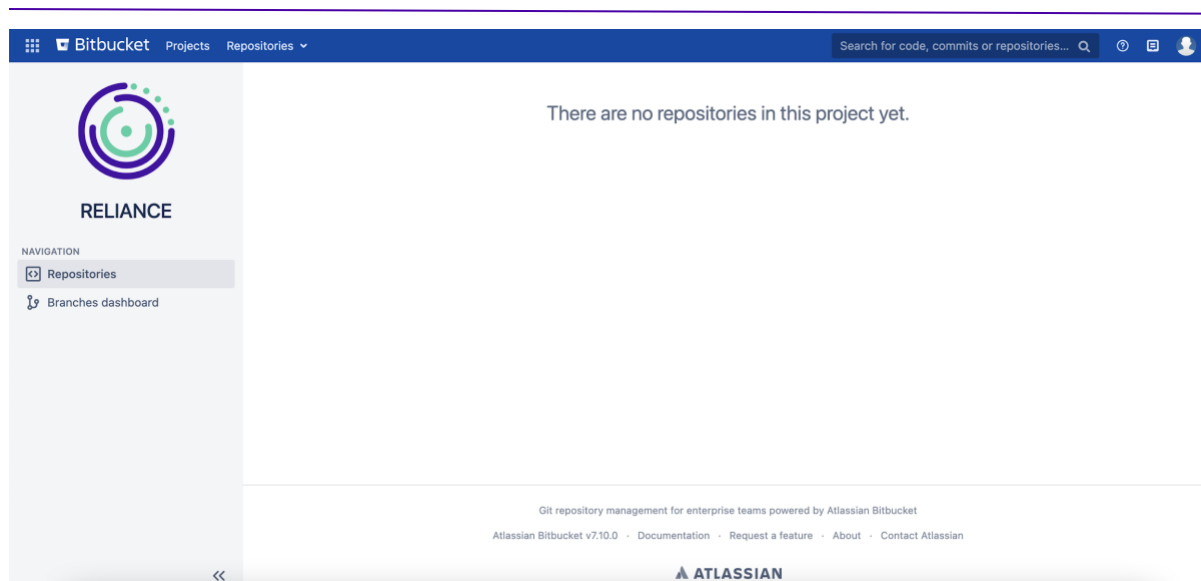 Bitbucket Projects Repositories Search for code, commits or repositories...
There are no repositories in this project yet.
RELIANCE
NAVIGATION
Repositories
Branches dashboard
Git repository management for enterprise teams powered by Atlassian Bitbucket
Atlassian Bitbucket v7.10.0 · Documentation · Request a feature · About · Contact Atlassian
ATLASSIAN